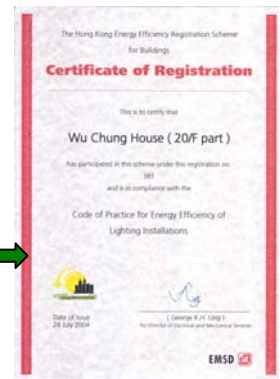 The Hong Kong Energy Efficiency Registration Scheme
for Buildings
Certificate of Registration
This is to certify that
Wu Chung House ( 20/F part )
has participated in this scheme under this registration no.
381
and is in compliance with the
Code of Practice for Energy Efficiency of
Lighting Installations
Date of Issue
28 July 2004
( George K.H. Ling )
for Director of Electrical and Mechanical Services
EMSD